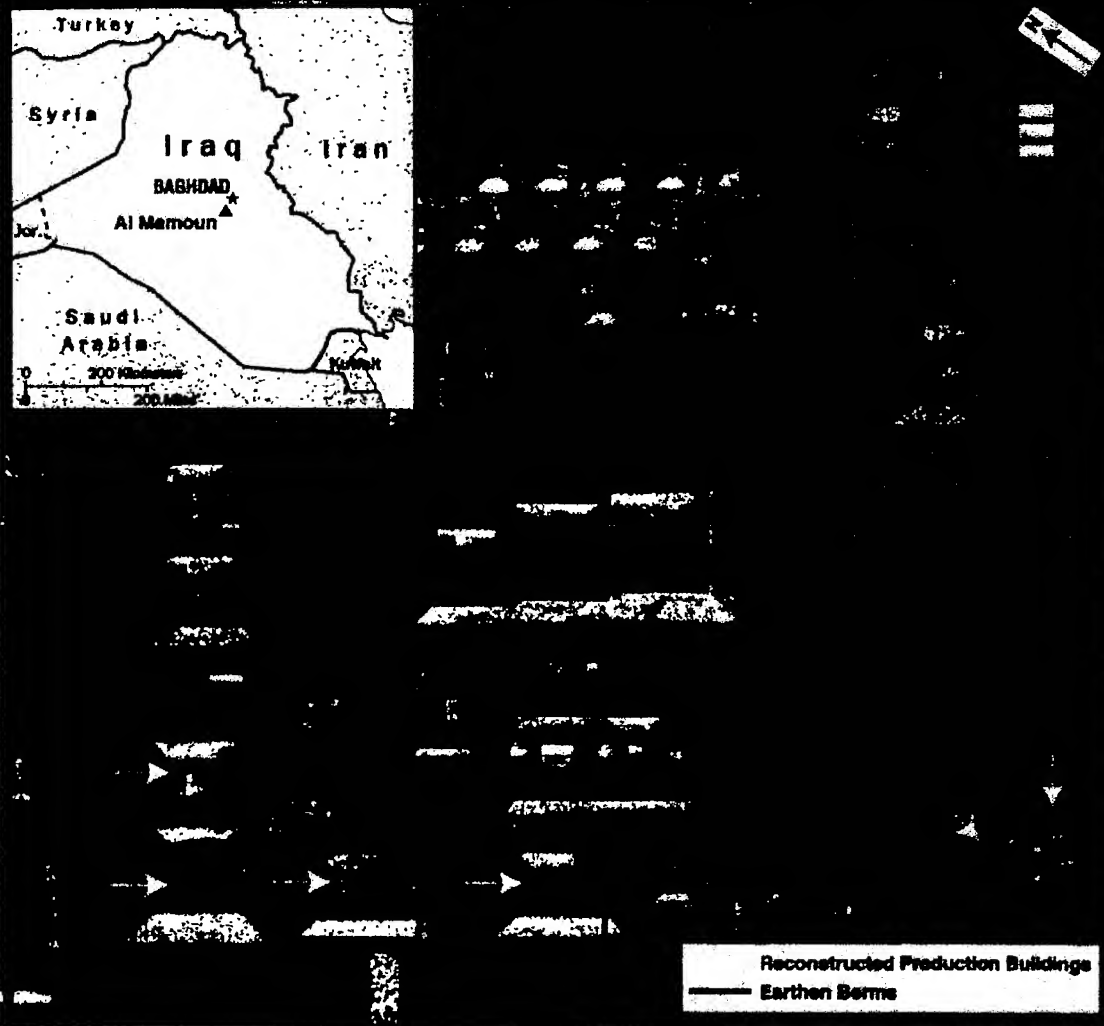 Turkey
Syria
Iraq
Iran
BAGHDAD
Al Mamoun
Jor.
Saudi
Arabia
Kuwait
0 200 Kilometers
0 200 Miles
N
Reconstructed Production Buildings
Earthen Berms